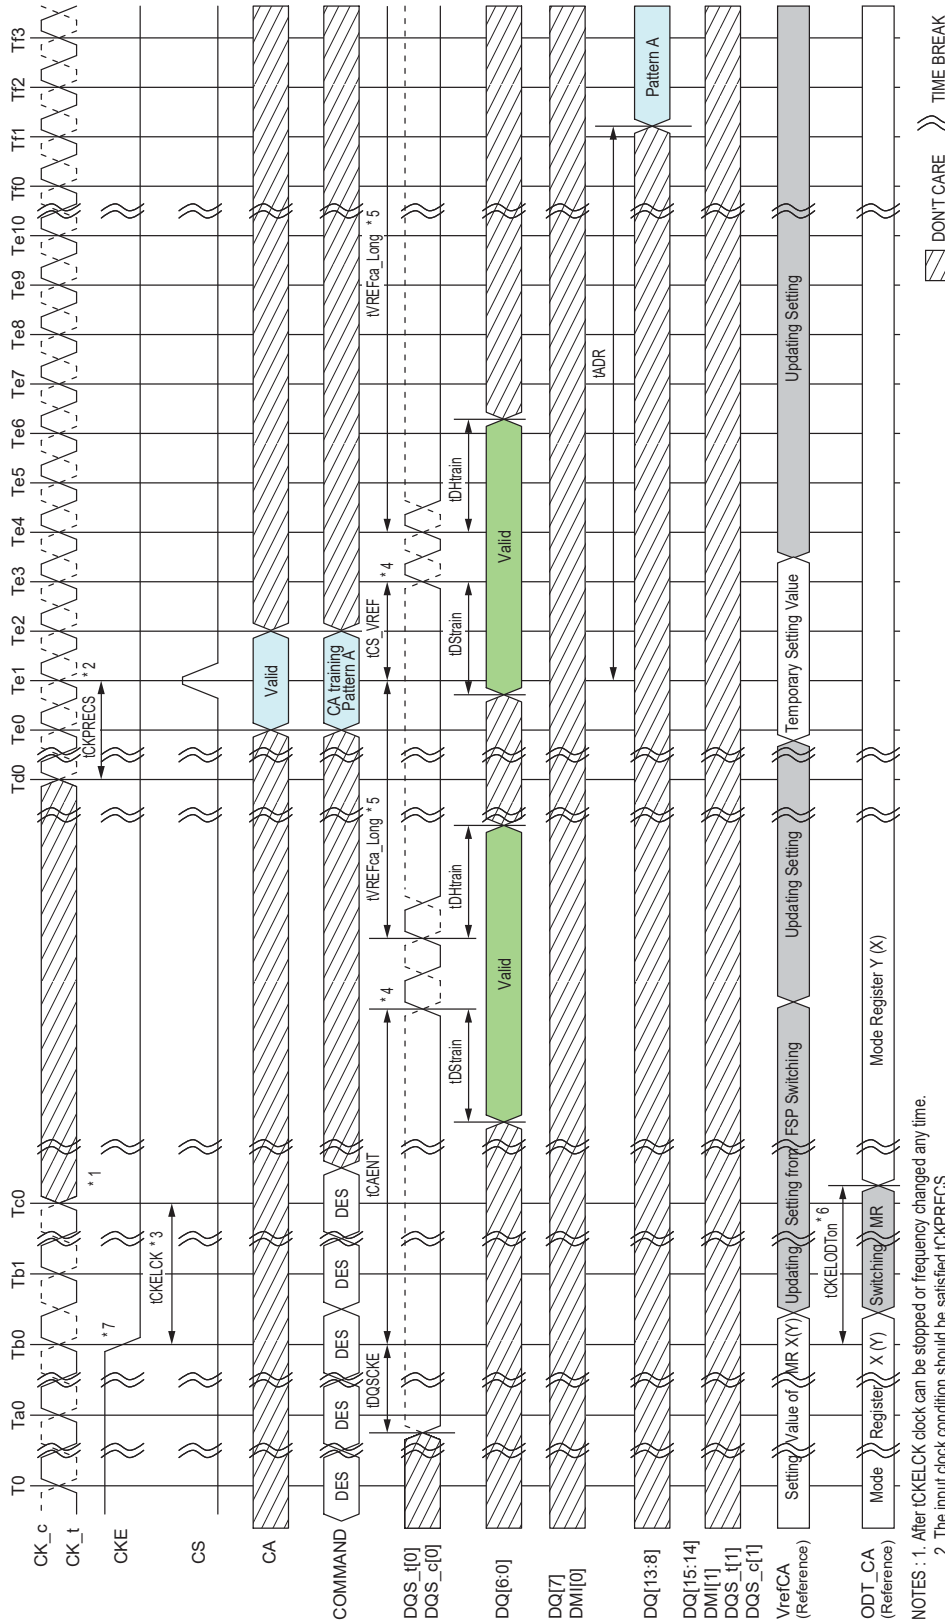 T0 Ta0 Tb0 Tb1 Tc0 Td0 Te0 Te1 Te2 Te3 Te4 Te5 Te6 Te7 Te8 Te9 Te10 Tf0 Tf1 Tf2 Tf3
CK_c
CK_t
tCKPRECS * 2
* 1
CKE
* 7
tCKELCK * 3
CS
CA
Valid
COMMAND
DES DES DES DES DES
CA training
Pattern A
tDQSCKE
tCAENT
* 4
tVREFca_Long * 5
tCS_VREF
* 4
tVREFca_Long * 5
DQS_t[0]
DQS_c[0]
tDStrain
tDHtrain
tDStrain
tDHtrain
DQ[6:0]
Valid
Valid
DQ[7]
DMI[0]
tADR
DQ[13:8]
Pattern A
DQ[15:14]
DMI[1]
DQS_t[1]
DQS_c[1]
VrefCA
(Reference)
Setting Value of MR X(Y)
Updating Setting from FSP Switching
Updating Setting
Temporary Setting Value
Updating Setting
tCKELODTon * 6
ODT_CA
(Reference)
Mode Register X (Y)
Switching MR
Mode Register Y (X)
DON'T CARE
TIME BREAK
NOTES : 1. After tCKELCK clock can be stopped or frequency changed any time.
2. The input clock condition should be satisfied tCKPRECS